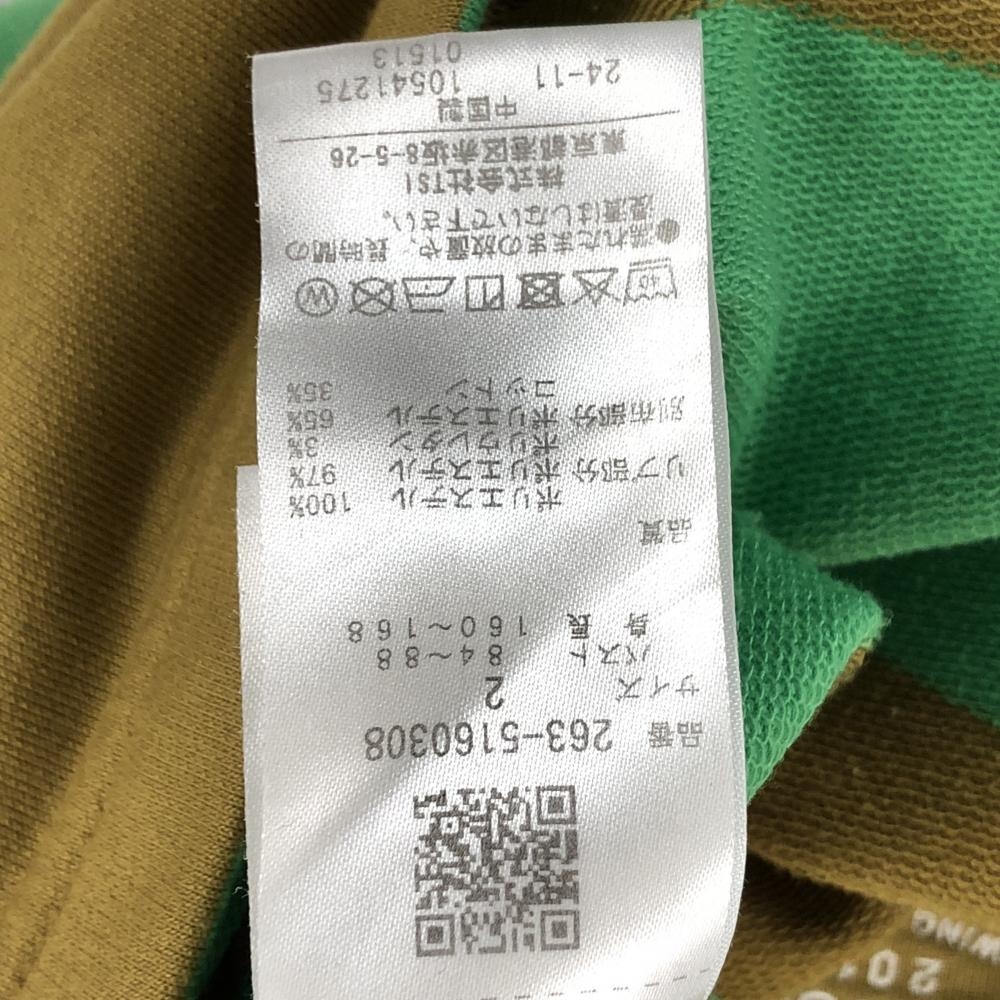 品番 263-5160308
サイズ 2
バスト 84~88
身長 160~168
品質
ポリエステル 100%
リブ部分 ポリエステル 97%
ポリウレタン 3%
別布部分 ポリエステル 65%
コットン 35%
40
W
●濡れたままの放置や、長時間の
浸漬はしないで下さい。
株式会社TSI
東京都港区赤坂8-5-26
中国製
24-11 10541275
01513
201
WING